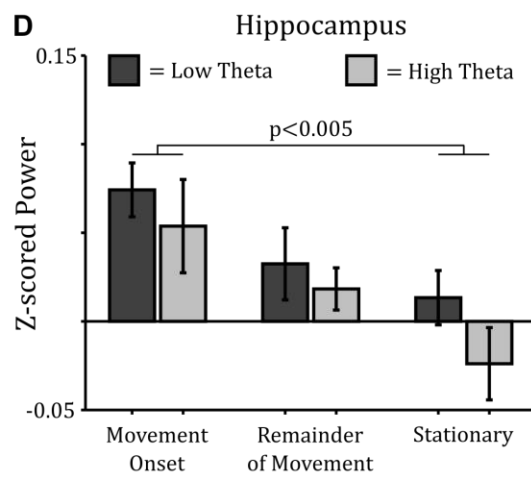 D
Hippocampus
0.15
= Low Theta
= High Theta
p<0.005
Z-scored Power
-0.05
Movement
Onset
Remainder
of Movement
Stationary